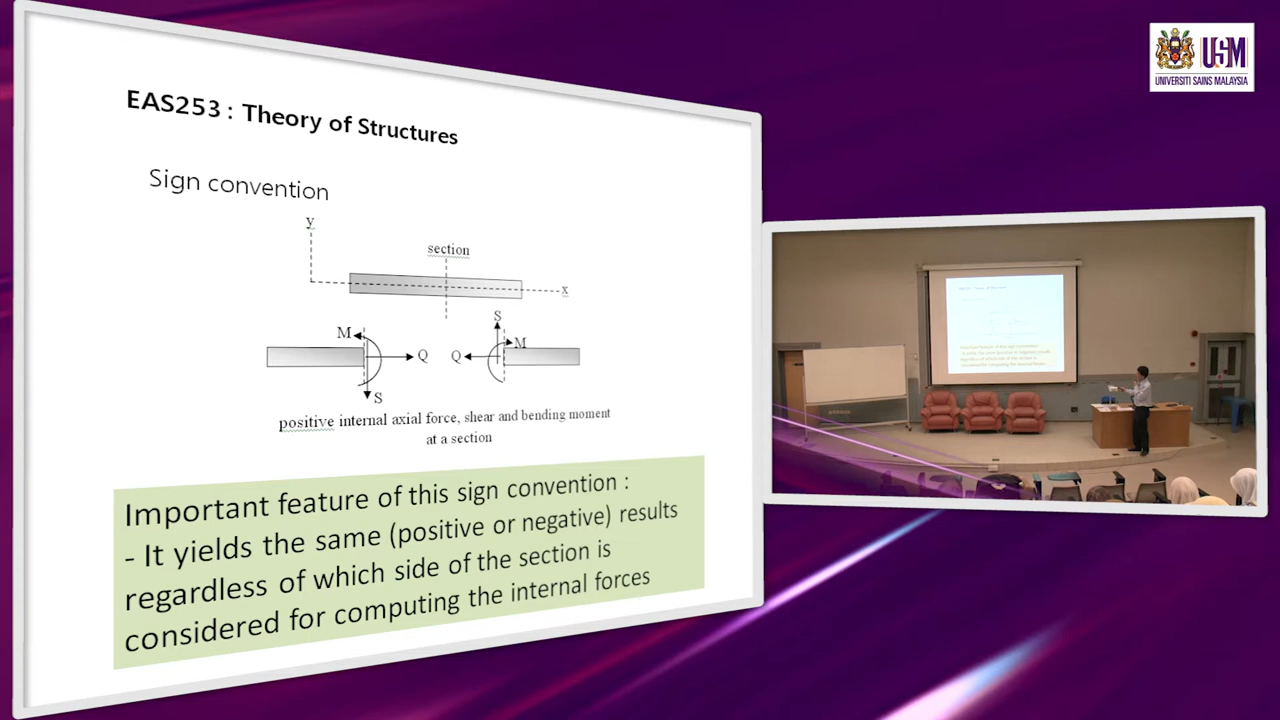 EAS253 : Theory of Structures
Sign convention
y
section
x
M
Q
S
S
M
Q
positive internal axial force, shear and bending moment
at a section
Important feature of this sign convention :
- It yields the same (positive or negative) results
regardless of which side of the section is
considered for computing the internal forces
USM
UNIVERSITI SAINS MALAYSIA